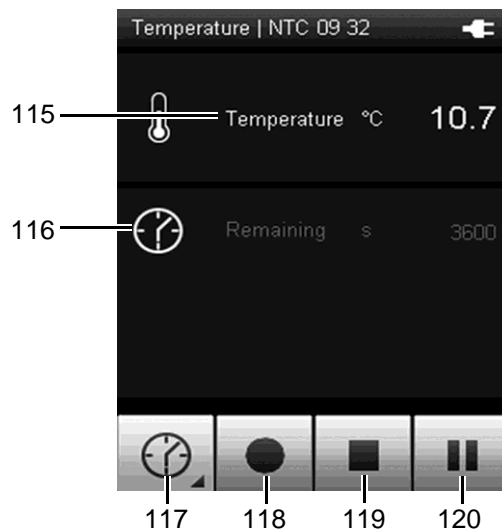 Temperature | NTC 09 32
115 Temperature °C 10.7
116 Remaining s 3600
117 118 119 120